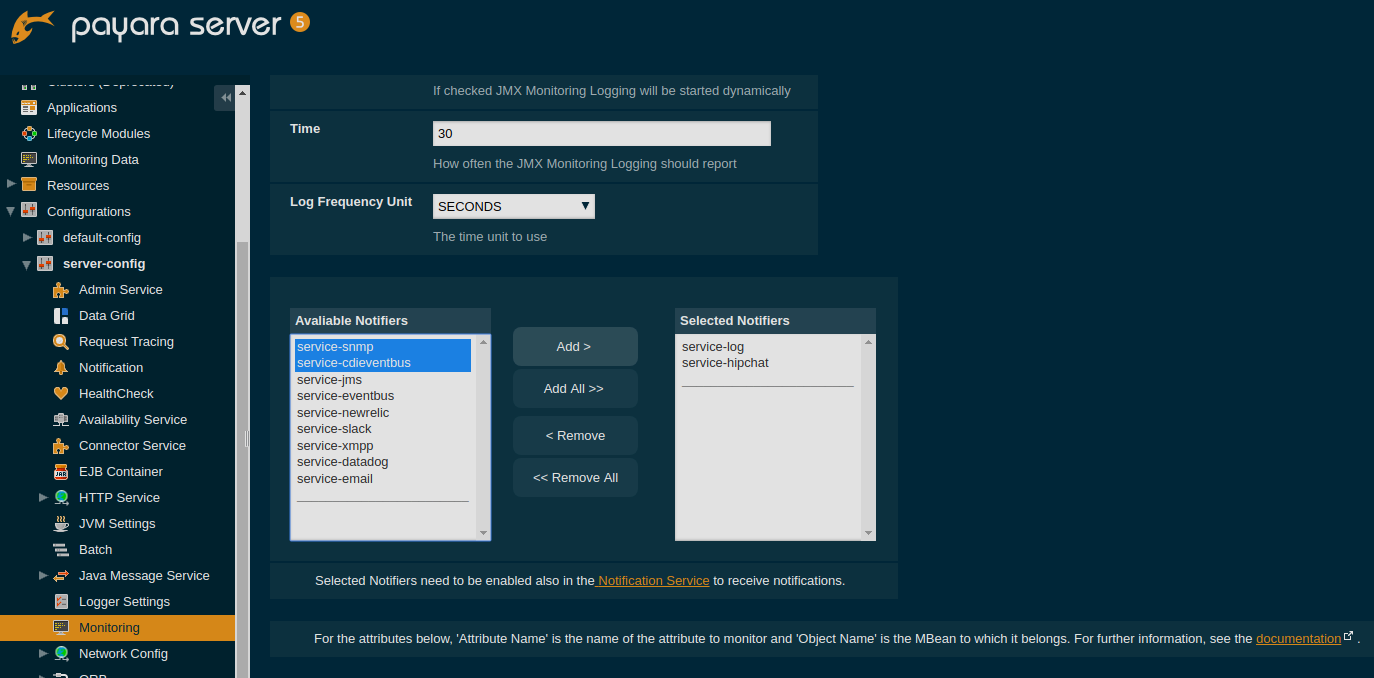 payara server 5
Clusters (Deprecated)
Applications
Lifecycle Modules
Monitoring Data
Resources
Configurations
default-config
server-config
Admin Service
Data Grid
Request Tracing
Notification
HealthCheck
Availability Service
Connector Service
EJB Container
HTTP Service
JVM Settings
Batch
Java Message Service
Logger Settings
Monitoring
Network Config
ORB
If checked JMX Monitoring Logging will be started dynamically
Time
30
How often the JMX Monitoring Logging should report
Log Frequency Unit
SECONDS
The time unit to use
Avaliable Notifiers
service-snmp
service-cdieventbus
service-jms
service-eventbus
service-newrelic
service-slack
service-xmpp
service-datadog
service-email
Add >
Add All >>
< Remove
<< Remove All
Selected Notifiers
service-log
service-hipchat
Selected Notifiers need to be enabled also in the Notification Service to receive notifications.
For the attributes below, 'Attribute Name' is the name of the attribute to monitor and 'Object Name' is the MBean to which it belongs. For further information, see the documentation .